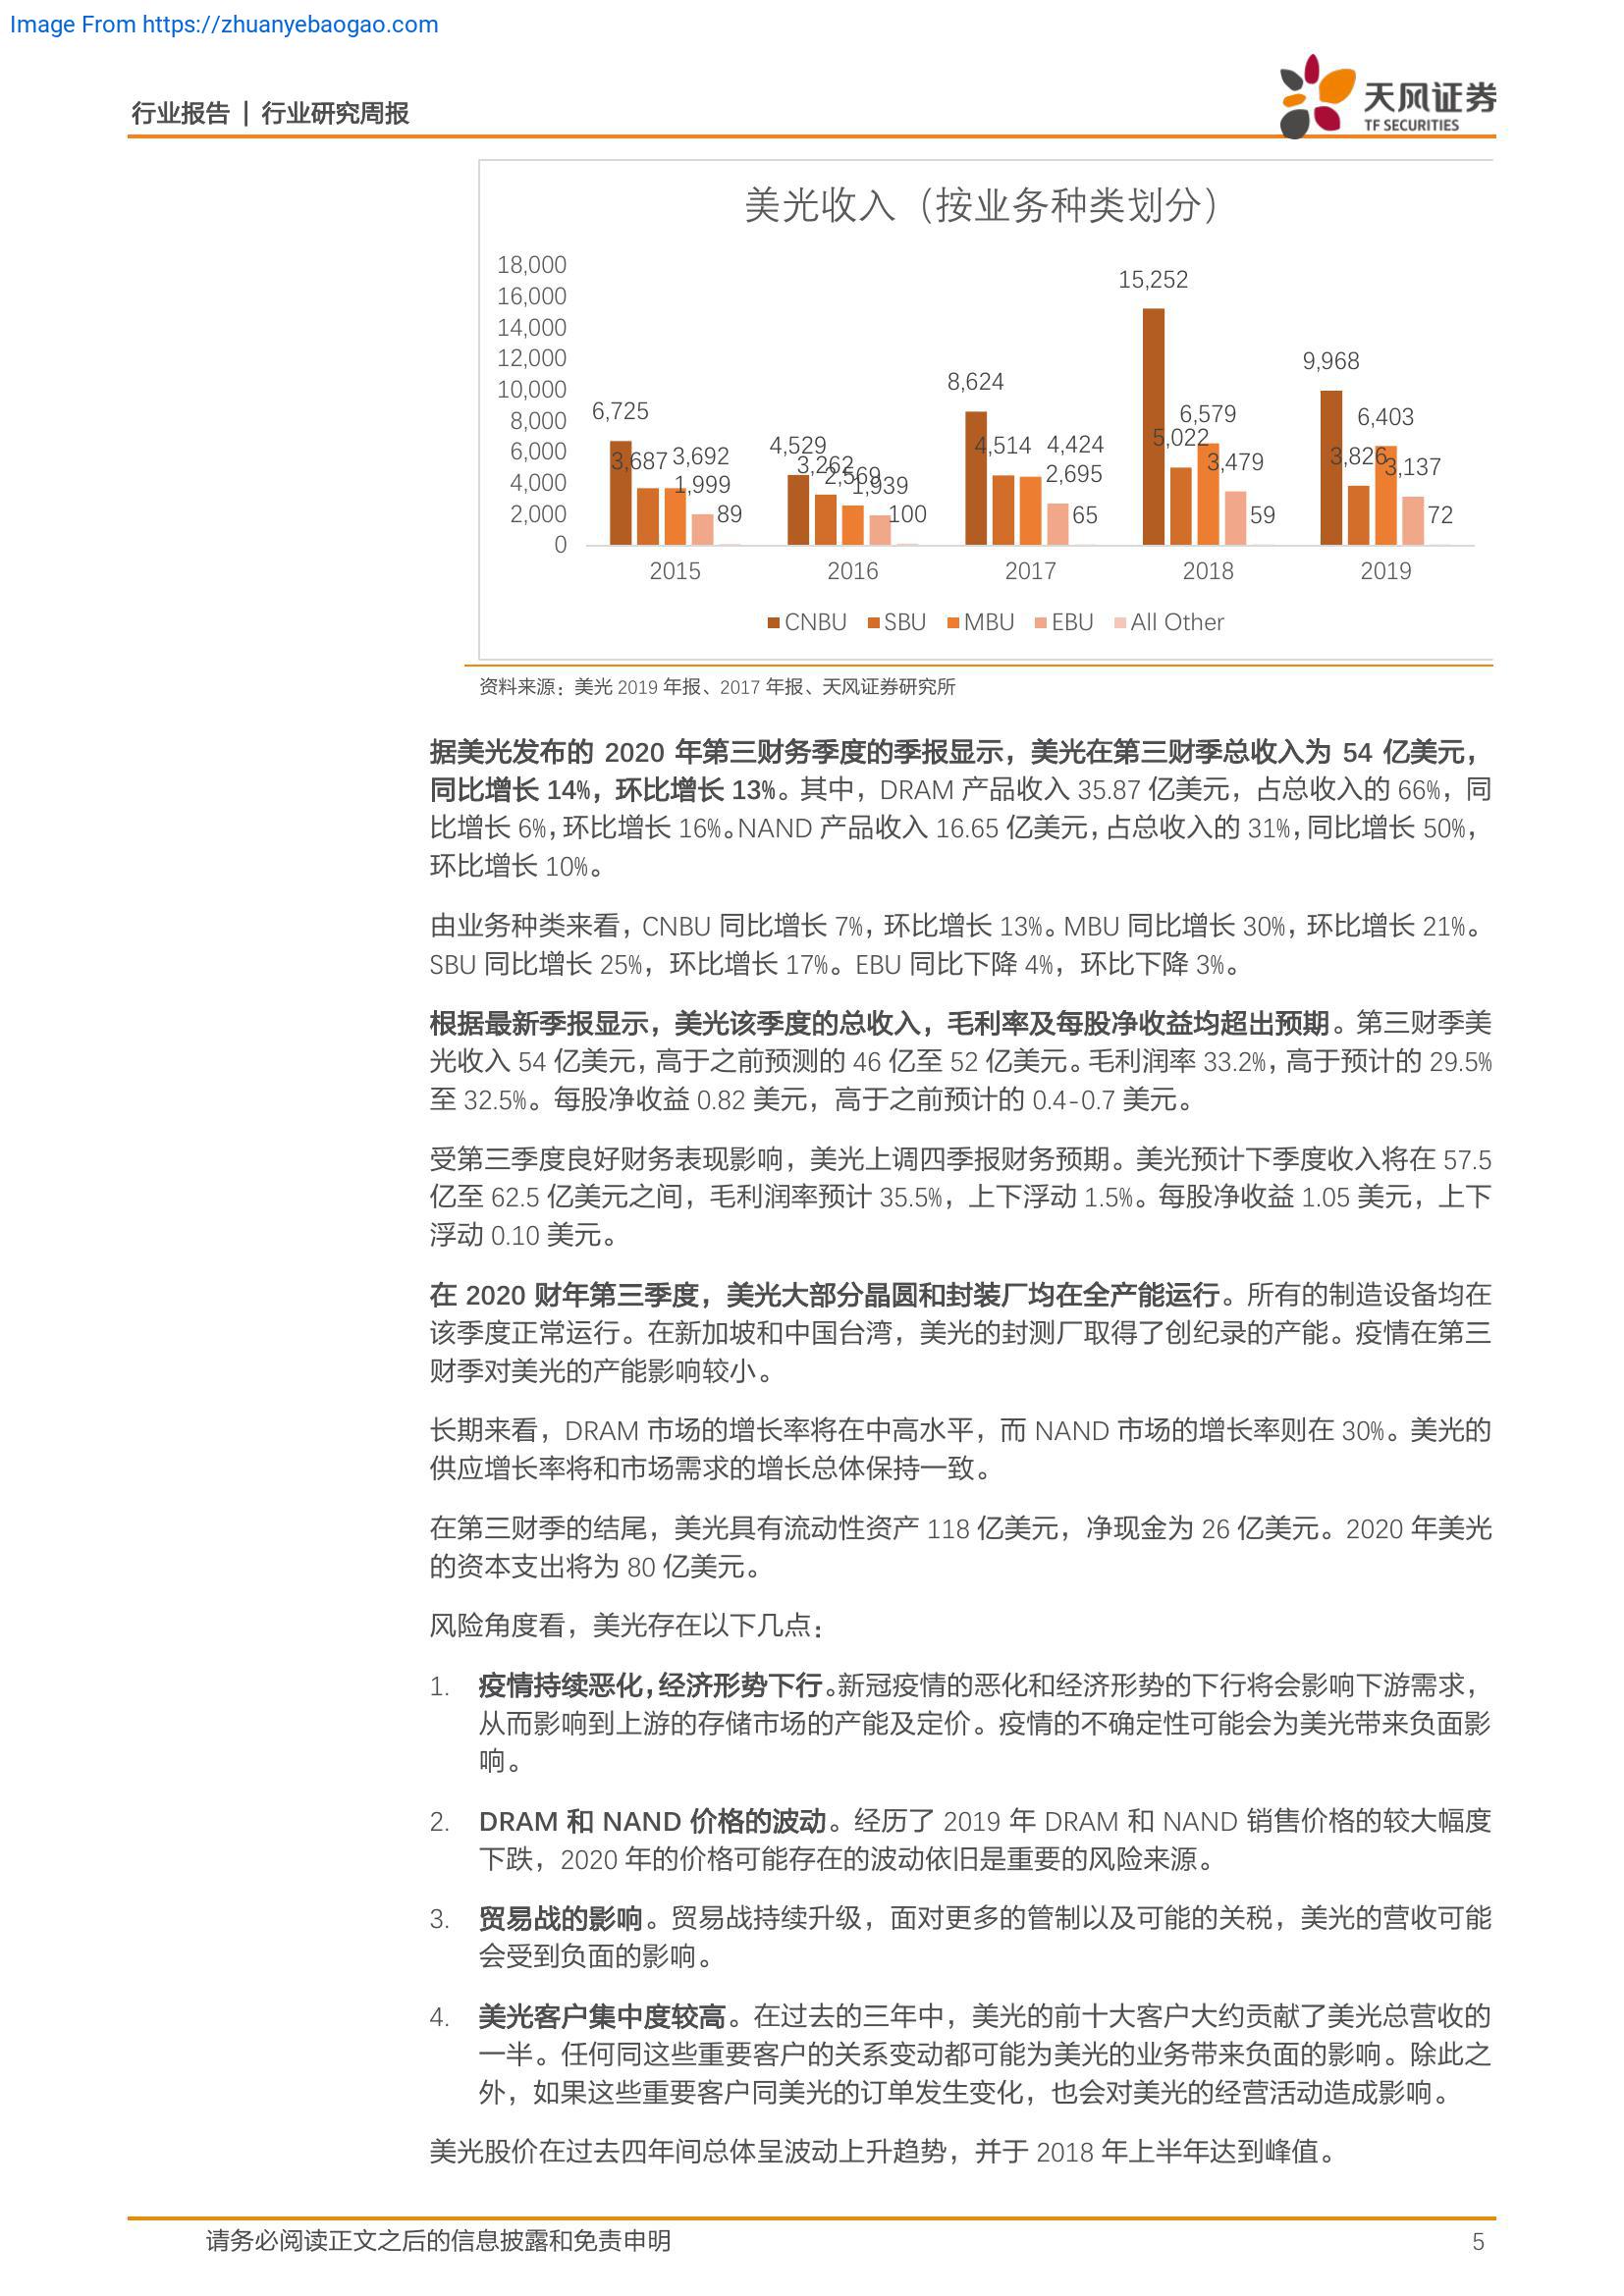 Image From https://zhuanyebaogao.com
行业报告 | 行业研究周报
天风证券
TF SECURITIES
美光收入（按业务种类划分）
18,000
16,000
14,000
12,000
10,000
8,000
6,000
4,000
2,000
0
6,725
3,687
3,692
1,999
89
4,529
3,262
2,569
1,939
100
8,624
4,514
4,424
2,695
65
15,252
5,022
6,579
3,479
59
9,968
3,826
6,403
3,137
72
2015 2016 2017 2018 2019
CNBU SBU MBU EBU All Other
资料来源：美光 2019 年报、2017 年报、天风证券研究所
据美光发布的 2020 年第三财务季度的季报显示，美光在第三财季总收入为 54 亿美元，
同比增长 14%，环比增长 13%。其中，DRAM 产品收入 35.87 亿美元，占总收入的 66%，同
比增长 6%，环比增长 16%。NAND 产品收入 16.65 亿美元，占总收入的 31%，同比增长 50%，
环比增长 10%。
由业务种类来看，CNBU 同比增长 7%，环比增长 13%。MBU 同比增长 30%，环比增长 21%。
SBU 同比增长 25%，环比增长 17%。EBU 同比下降 4%，环比下降 3%。
根据最新季报显示，美光该季度的总收入，毛利率及每股净收益均超出预期。第三财季美
光收入 54 亿美元，高于之前预测的 46 亿至 52 亿美元。毛利润率 33.2%，高于预计的 29.5%
至 32.5%。每股净收益 0.82 美元，高于之前预计的 0.4-0.7 美元。
受第三季度良好财务表现影响，美光上调四季报财务预期。美光预计下季度收入将在 57.5
亿至 62.5 亿美元之间，毛利润率预计 35.5%，上下浮动 1.5%。每股净收益 1.05 美元，上下
浮动 0.10 美元。
在 2020 财年第三季度，美光大部分晶圆和封装厂均在全产能运行。所有的制造设备均在
该季度正常运行。在新加坡和中国台湾，美光的封测厂取得了创纪录的产能。疫情在第三
财季对美光的产能影响较小。
长期来看，DRAM 市场的增长率将在中高水平，而 NAND 市场的增长率则在 30%。美光的
供应增长率将和市场需求的增长总体保持一致。
在第三财季的结尾，美光具有流动性资产 118 亿美元，净现金为 26 亿美元。2020 年美光
的资本支出将为 80 亿美元。
风险角度看，美光存在以下几点：
1. 疫情持续恶化，经济形势下行。新冠疫情的恶化和经济形势的下行将会影响下游需求，
从而影响到上游的存储市场的产能及定价。疫情的不确定性可能会为美光带来负面影
响。
2. DRAM 和 NAND 价格的波动。经历了 2019 年 DRAM 和 NAND 销售价格的较大幅度
下跌，2020 年的价格可能存在的波动依旧是重要的风险来源。
3. 贸易战的影响。贸易战持续升级，面对更多的管制以及可能的关税，美光的营收可能
会受到负面的影响。
4. 美光客户集中度较高。在过去的三年中，美光的前十大客户大约贡献了美光总营收的
一半。任何同这些重要客户的关系变动都可能为美光的业务带来负面的影响。除此之
外，如果这些重要客户同美光的订单发生变化，也会对美光的经营活动造成影响。
美光股价在过去四年间总体呈波动上升趋势，并于 2018 年上半年达到峰值。
请务必阅读正文之后的信息披露和免责申明 5